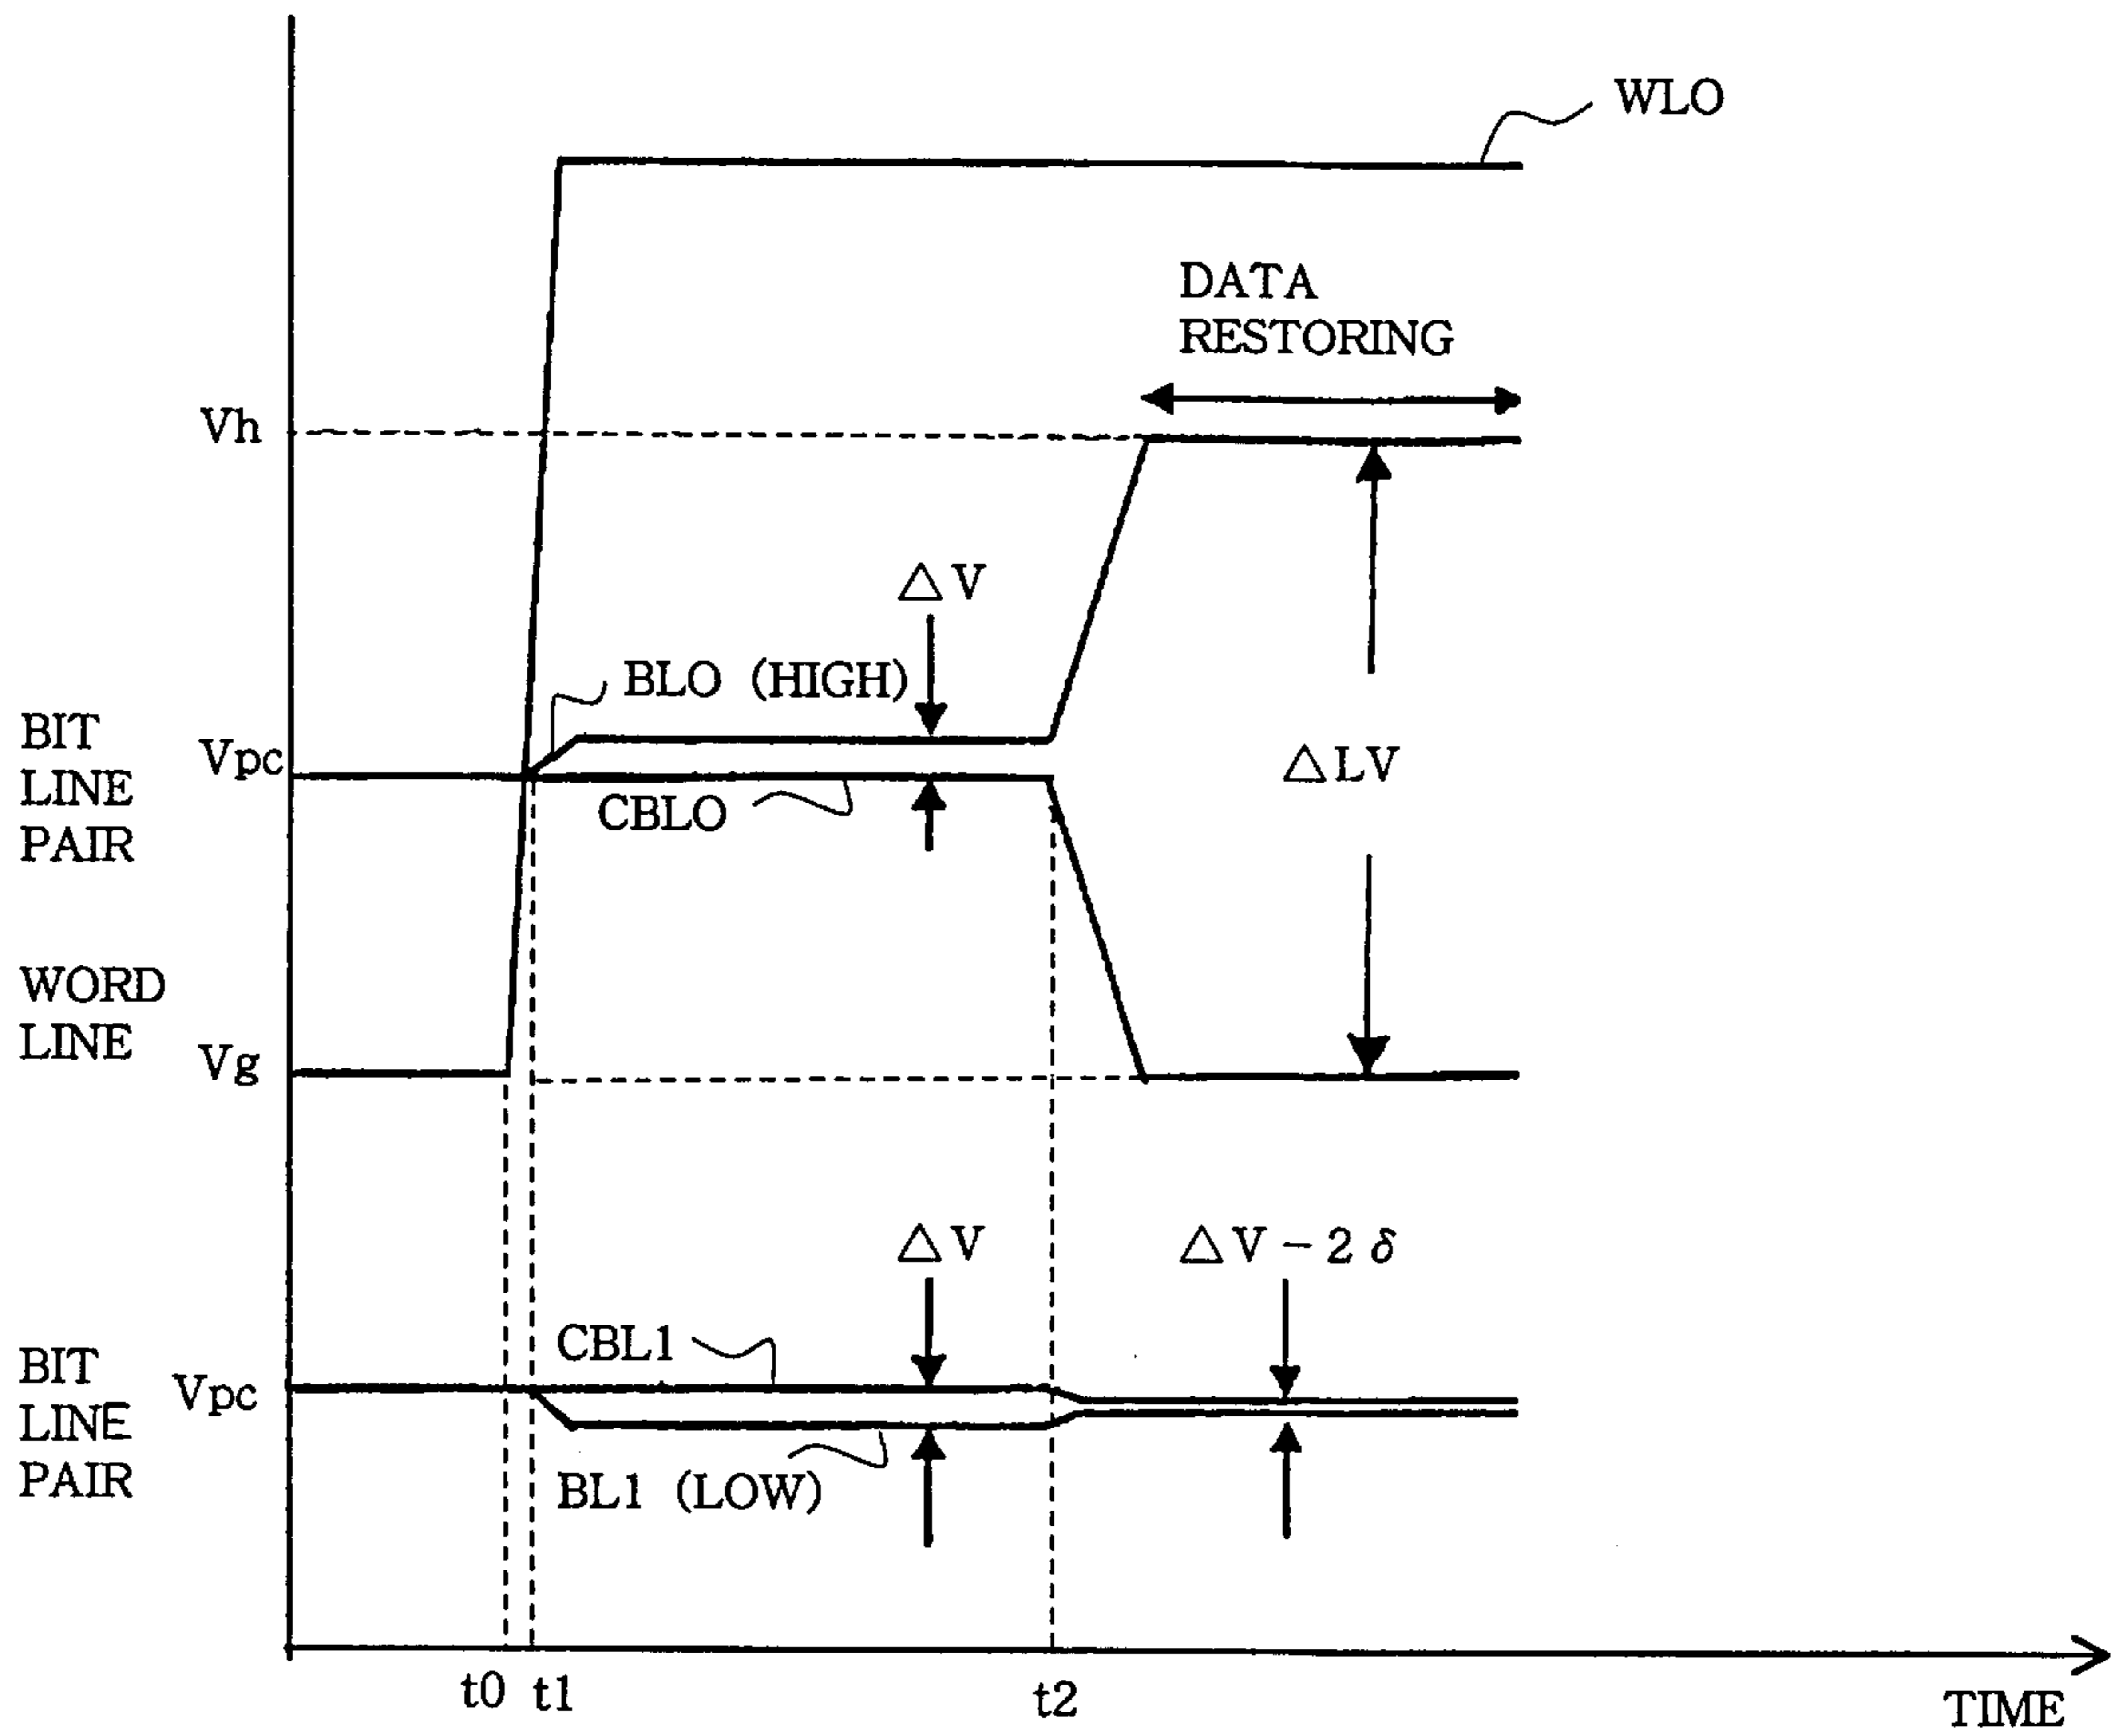 WLO
DATA
RESTORING
Vh
△V
BLO (HIGH)
BIT
LINE
PAIR
Vpc
△LV
CBLO
WORD
LINE
Vg
△V
△V-2δ
CBL1
BIT
LINE
PAIR
Vpc
BL1 (LOW)
t0
t1
t2
TIME